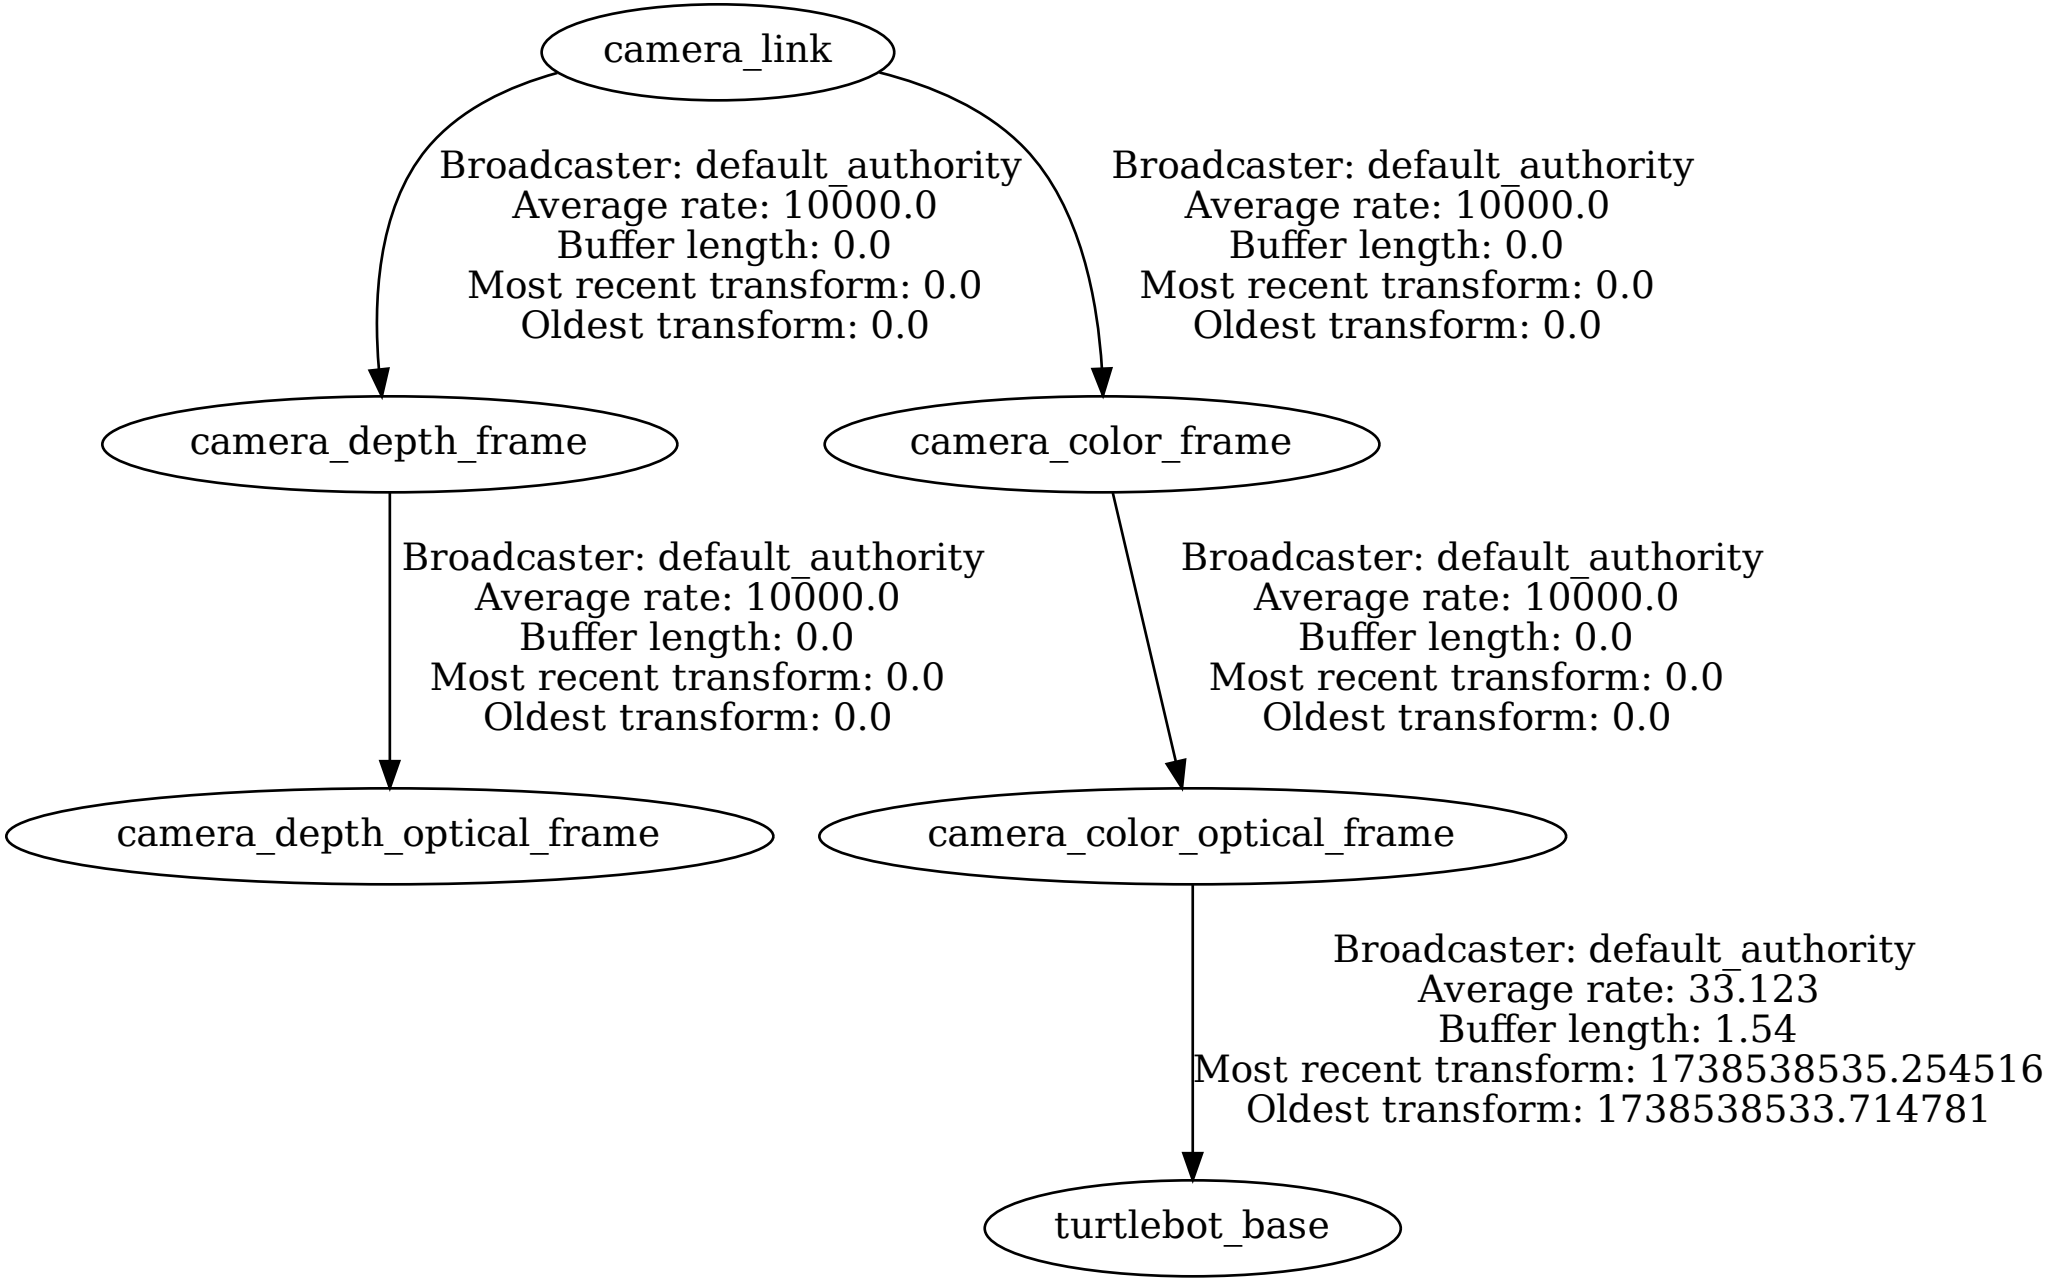 camera_link
Broadcaster: default_authority
Average rate: 10000.0
Buffer length: 0.0
Most recent transform: 0.0
Oldest transform: 0.0
Broadcaster: default_authority
Average rate: 10000.0
Buffer length: 0.0
Most recent transform: 0.0
Oldest transform: 0.0
camera_depth_frame
camera_color_frame
Broadcaster: default_authority
Average rate: 10000.0
Buffer length: 0.0
Most recent transform: 0.0
Oldest transform: 0.0
Broadcaster: default_authority
Average rate: 10000.0
Buffer length: 0.0
Most recent transform: 0.0
Oldest transform: 0.0
camera_depth_optical_frame
camera_color_optical_frame
Broadcaster: default_authority
Average rate: 33.123
Buffer length: 1.54
Most recent transform: 1738538535.254516
Oldest transform: 1738538533.714781
turtlebot_base